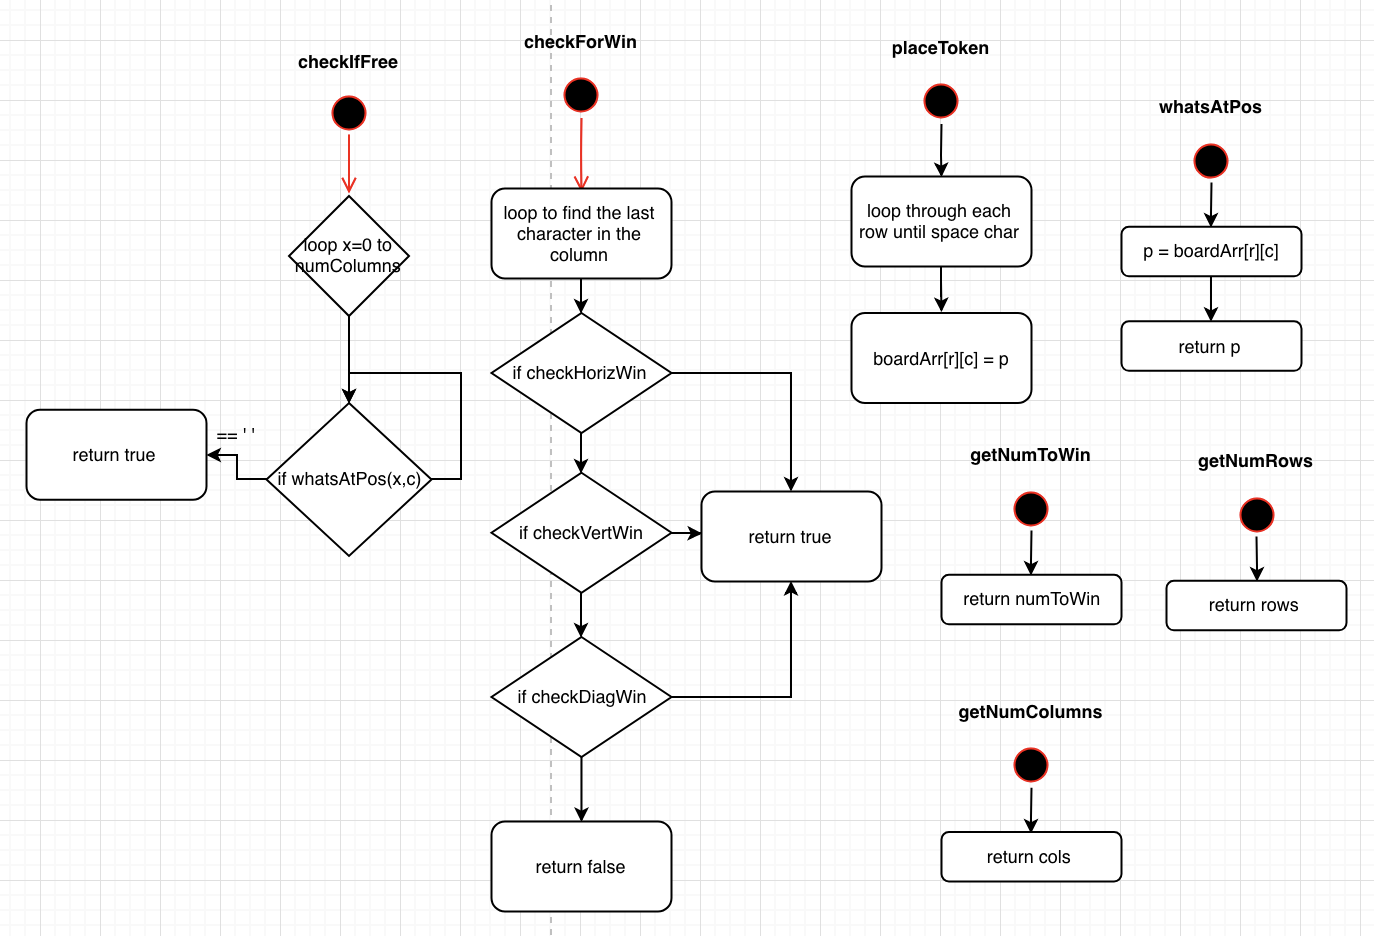 checkIfFree
loop x=0 to
numColumns
== ' '
return true
if whatsAtPos(x,c)
checkForWin
loop to find the last
character in the
column
if checkHorizWin
if checkVertWin
return true
if checkDiagWin
return false
placeToken
loop through each
row until space char
boardArr[r][c] = p
whatsAtPos
p = boardArr[r][c]
return p
getNumToWin
return numToWin
getNumRows
return rows
getNumColumns
return cols